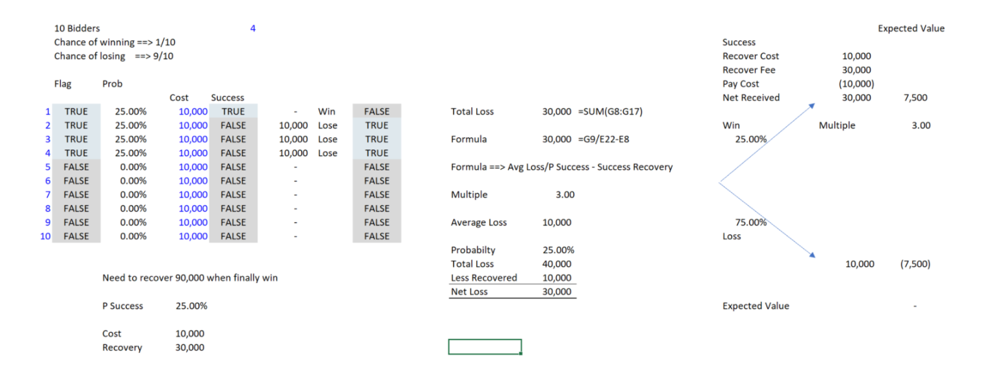 10 Bidders 4 Expected Value
Chance of winning ==> 1/10 Success
Chance of losing ==> 9/10 Recover Cost 10,000
Recover Fee 30,000
Flag Prob Pay Cost (10,000)
Cost Success Net Received 30,000 7,500
1 TRUE 25.00% 10,000 TRUE - Win FALSE Total Loss 30,000 =SUM(G8:G17)
2 TRUE 25.00% 10,000 FALSE 10,000 Lose TRUE Win Multiple 3.00
3 TRUE 25.00% 10,000 FALSE 10,000 Lose TRUE Formula 30,000 =G9/E22-E8 25.00%
4 TRUE 25.00% 10,000 FALSE 10,000 Lose TRUE
5 FALSE 0.00% 10,000 FALSE - FALSE Formula ==> Avg Loss/P Success - Success Recovery
6 FALSE 0.00% 10,000 FALSE - FALSE
7 FALSE 0.00% 10,000 FALSE - FALSE Multiple 3.00
8 FALSE 0.00% 10,000 FALSE - FALSE
9 FALSE 0.00% 10,000 FALSE - FALSE Average Loss 10,000 75.00%
10 FALSE 0.00% 10,000 FALSE - FALSE Loss
Probabilty 25.00%
Total Loss 40,000 10,000 (7,500)
Need to recover 90,000 when finally win Less Recovered 10,000
Net Loss 30,000
P Success 25.00% Expected Value -
Cost 10,000
Recovery 30,000